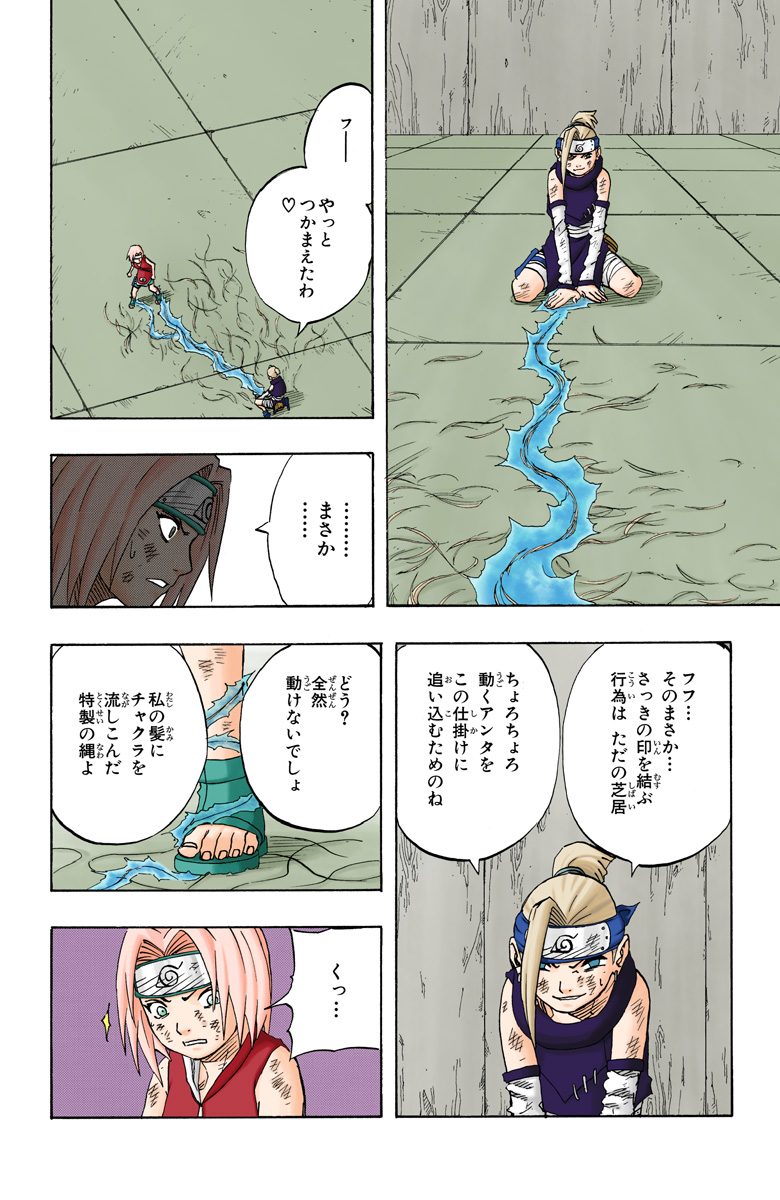 フー
やっと
つかまえたわ
♡
………
まさか
……
フフ…
そのまさか…
さっきの印を結ぶ
行為は ただの芝居
ちょろちょろ
動くアンタを
この仕掛けに
追い込むためのね
どう？
全然
動けないでしょ
私の髪に
チャクラを
流しこんだ
特製の縄よ
くっ…